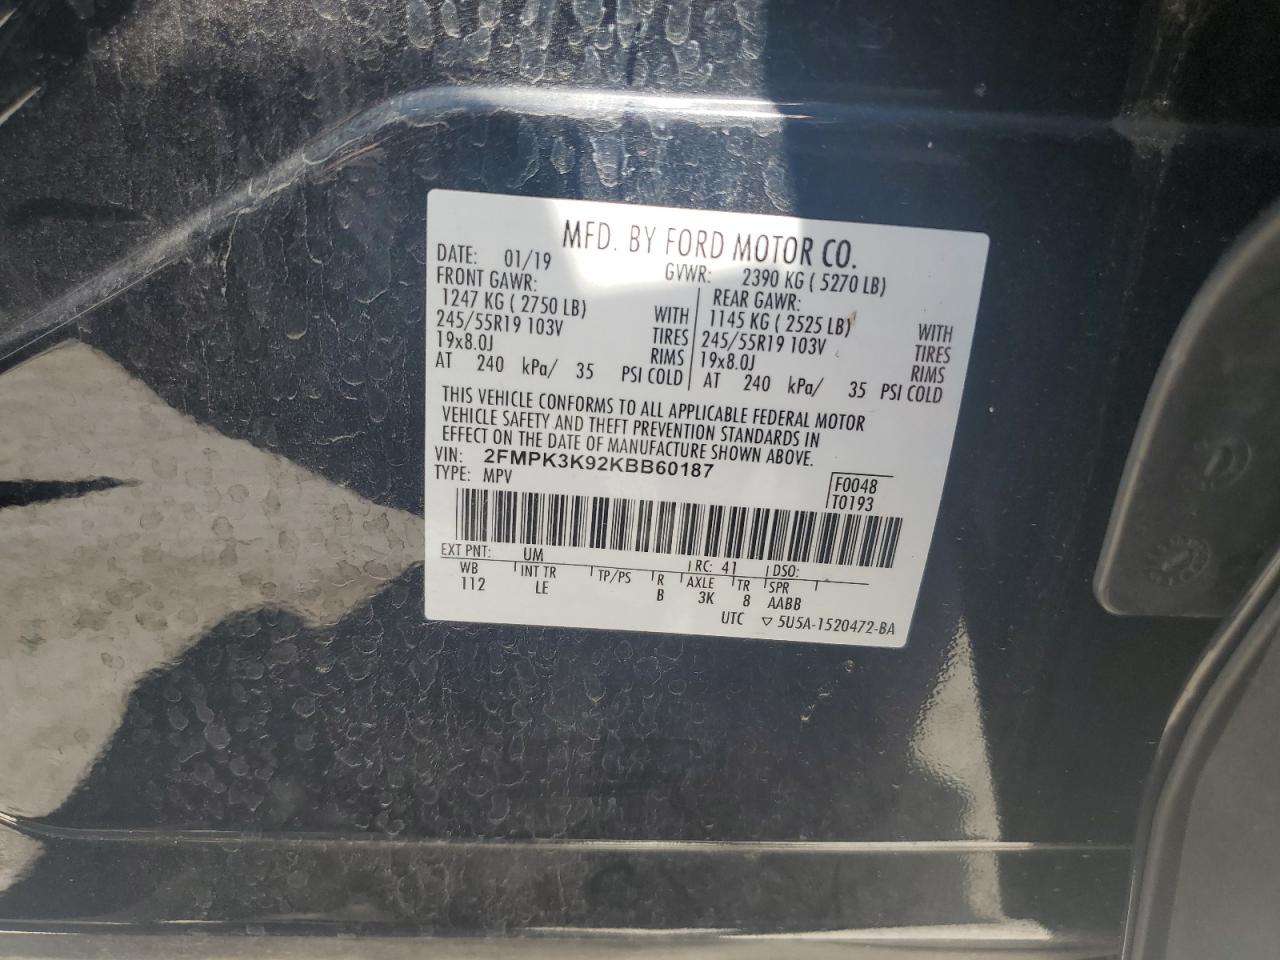 MFD. BY FORD MOTOR CO.
DATE: 01/19 GVWR: 2390 KG ( 5270 LB)
FRONT GAWR: REAR GAWR:
1247 KG ( 2750 LB) WITH 1145 KG ( 2525 LB) WITH
245/55R19 103V TIRES 245/55R19 103V TIRES
19x8.0J RIMS 19x8.0J RIMS
AT 240 kPa/ 35 PSI COLD AT 240 kPa/ 35 PSI COLD
THIS VEHICLE CONFORMS TO ALL APPLICABLE FEDERAL MOTOR
VEHICLE SAFETY AND THEFT PREVENTION STANDARDS IN
EFFECT ON THE DATE OF MANUFACTURE SHOWN ABOVE.
VIN: 2FMPK3K92KBB60187
TYPE: MPV
F0048
T0193
EXT PNT: UM RC: 41 DSO:
WB INT TR TP/PS R AXLE TR SPR
112 LE B 3K 8 AABB
UTC ▽ 5U5A-1520472-BA